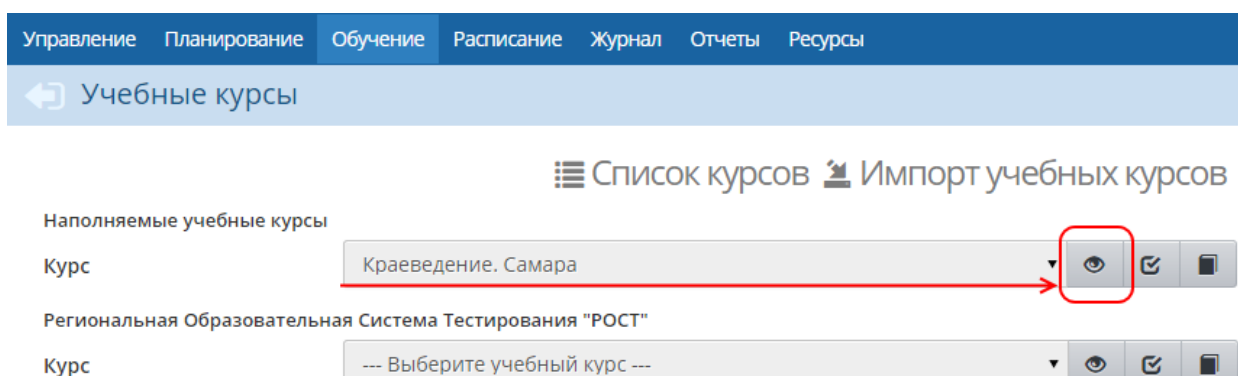 Управление Планирование Обучение Расписание Журнал Отчеты Ресурсы
Учебные курсы
Список курсов Импорт учебных курсов
Наполняемые учебные курсы
Курс Краеведение. Самара
Региональная Образовательная Система Тестирования "РОСТ"
Курс --- Выберите учебный курс ---